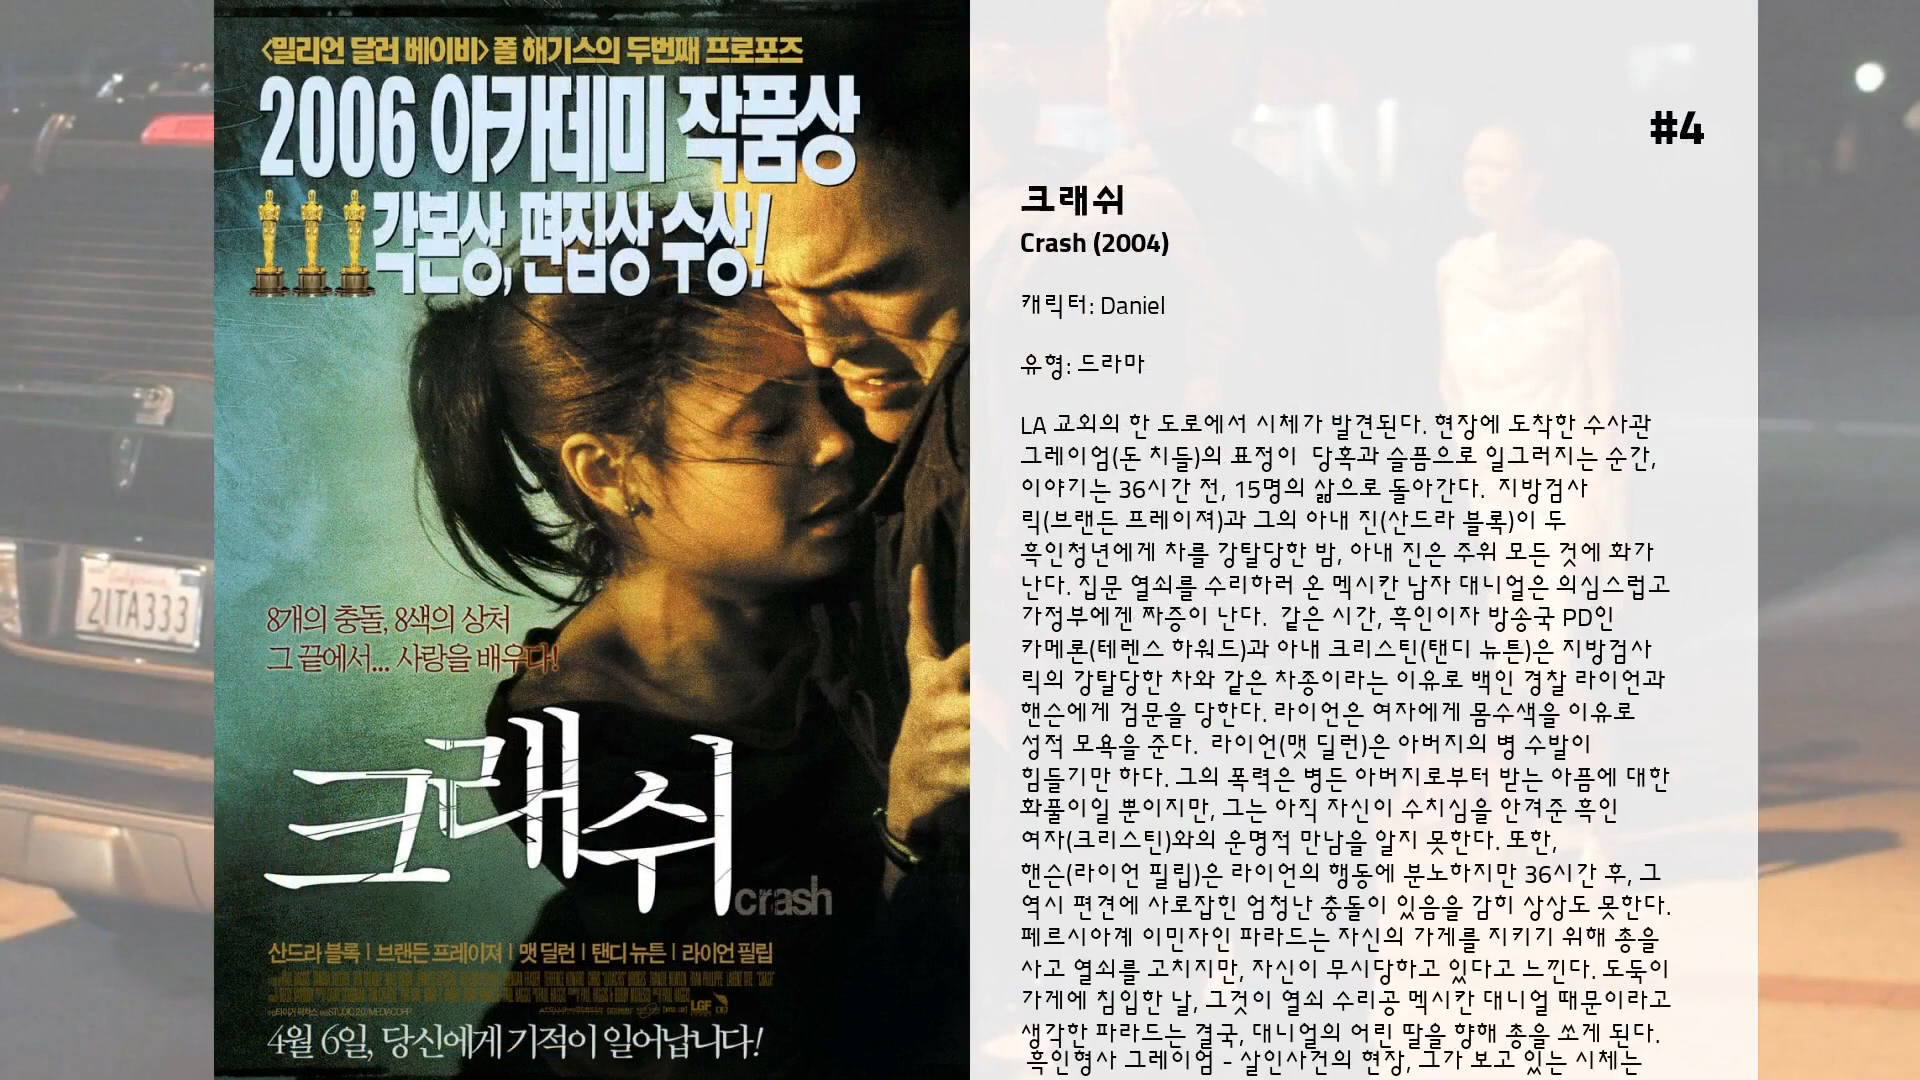 <밀리언 달러 베이비> 폴 해기스의 두번째 프로포즈
2006 아카데미 작품상
각본상, 편집상 수상!
8개의 충돌, 8색의 상처
그 끝에서... 사랑을 배우다!
크래쉬
crash
산드라 블록 | 브랜든 프레이져 | 맷 딜런 | 탠디 뉴튼 | 라이언 필립
LGF
4월 6일, 당신에게 기적이 일어납니다!
2ITA333
#4
크래쉬
Crash (2004)
캐릭터: Daniel
유형: 드라마
LA 교외의 한 도로에서 시체가 발견된다. 현장에 도착한 수사관
그레이엄(돈 치들)의 표정이  당혹과 슬픔으로 일그러지는 순간,
이야기는 36시간 전, 15명의 삶으로 돌아간다.  지방검사
릭(브랜든 프레이져)과 그의 아내 진(산드라 블록)이 두
흑인청년에게 차를 강탈당한 밤, 아내 진은 주위 모든 것에 화가
난다. 집문 열쇠를 수리하러 온 멕시칸 남자 대니얼은 의심스럽고
가정부에겐 짜증이 난다.  같은 시간, 흑인이자 방송국 PD인
카메론(테렌스 하워드)과 아내 크리스틴(탠디 뉴튼)은 지방검사
릭의 강탈당한 차와 같은 차종이라는 이유로 백인 경찰 라이언과
핸슨에게 검문을 당한다. 라이언은 여자에게 몸수색을 이유로
성적 모욕을 준다.  라이언(맷 딜런)은 아버지의 병 수발이
힘들기만 하다. 그의 폭력은 병든 아버지로부터 받는 아픔에 대한
화풀이일 뿐이지만, 그는 아직 자신이 수치심을 안겨준 흑인
여자(크리스틴)와의 운명적 만남을 알지 못한다. 또한,
핸슨(라이언 필립)은 라이언의 행동에 분노하지만 36시간 후, 그
역시 편견에 사로잡힌 엄청난 충돌이 있음을 감히 상상도 못한다.
페르시아계 이민자인 파라드는 자신의 가게를 지키기 위해 총을
사고 열쇠를 고치지만, 자신이 무시당하고 있다고 느낀다. 도둑이
가게에 침입한 날, 그것이 열쇠 수리공 멕시칸 대니얼 때문이라고
생각한 파라드는 결국, 대니얼의 어린 딸을 향해 총을 쏘게 된다.
흑인형사 그레이엄 - 살인사건의 현장, 그가 보고 있는 시체는